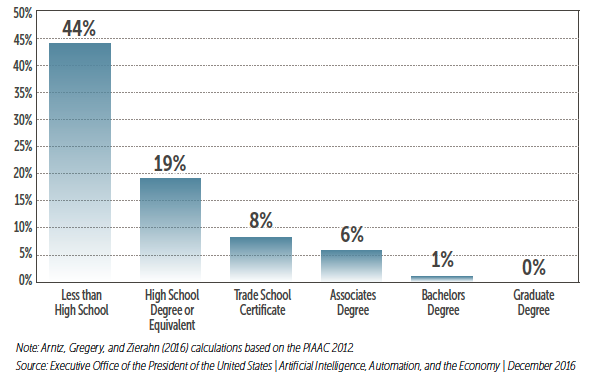 50%
45%
40%
35%
30%
25%
20%
15%
10%
5%
0%
44%
19%
8%
6%
1%
0%
Less than
High School
High School
Degree or
Equivalent
Trade School
Certificate
Associates
Degree
Bachelors
Degree
Graduate
Degree
Note: Arntz, Gregery, and Zierahn (2016) calculations based on the PIAAC 2012
Source: Executive Office of the President of the United States | Artificial Intelligence, Automation, and the Economy | December 2016